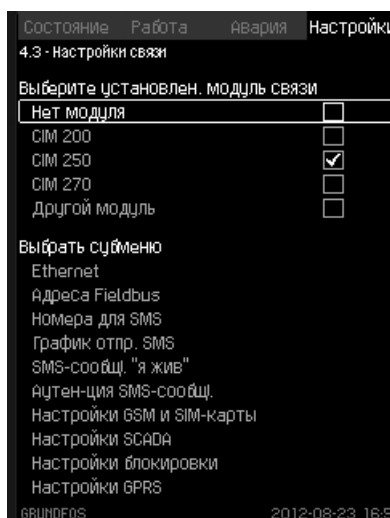 Состояние Работа Авария Настройки
4.3 - Настройки связи
Выберите установлен. модуль связи
Нет модуля
CIM 200
CIM 250
CIM 270
Другой модуль
Выбрать субменю
Ethernet
Адреса Fieldbus
Номера для SMS
График отпр. SMS
SMS-сообщ. "я жив"
Аутен-ция SMS-сообщ.
Настройки GSM и SIM-карты
Настройки SCADA
Настройки блокировки
Настройки GPRS
GRUNDFOS 2012-08-23